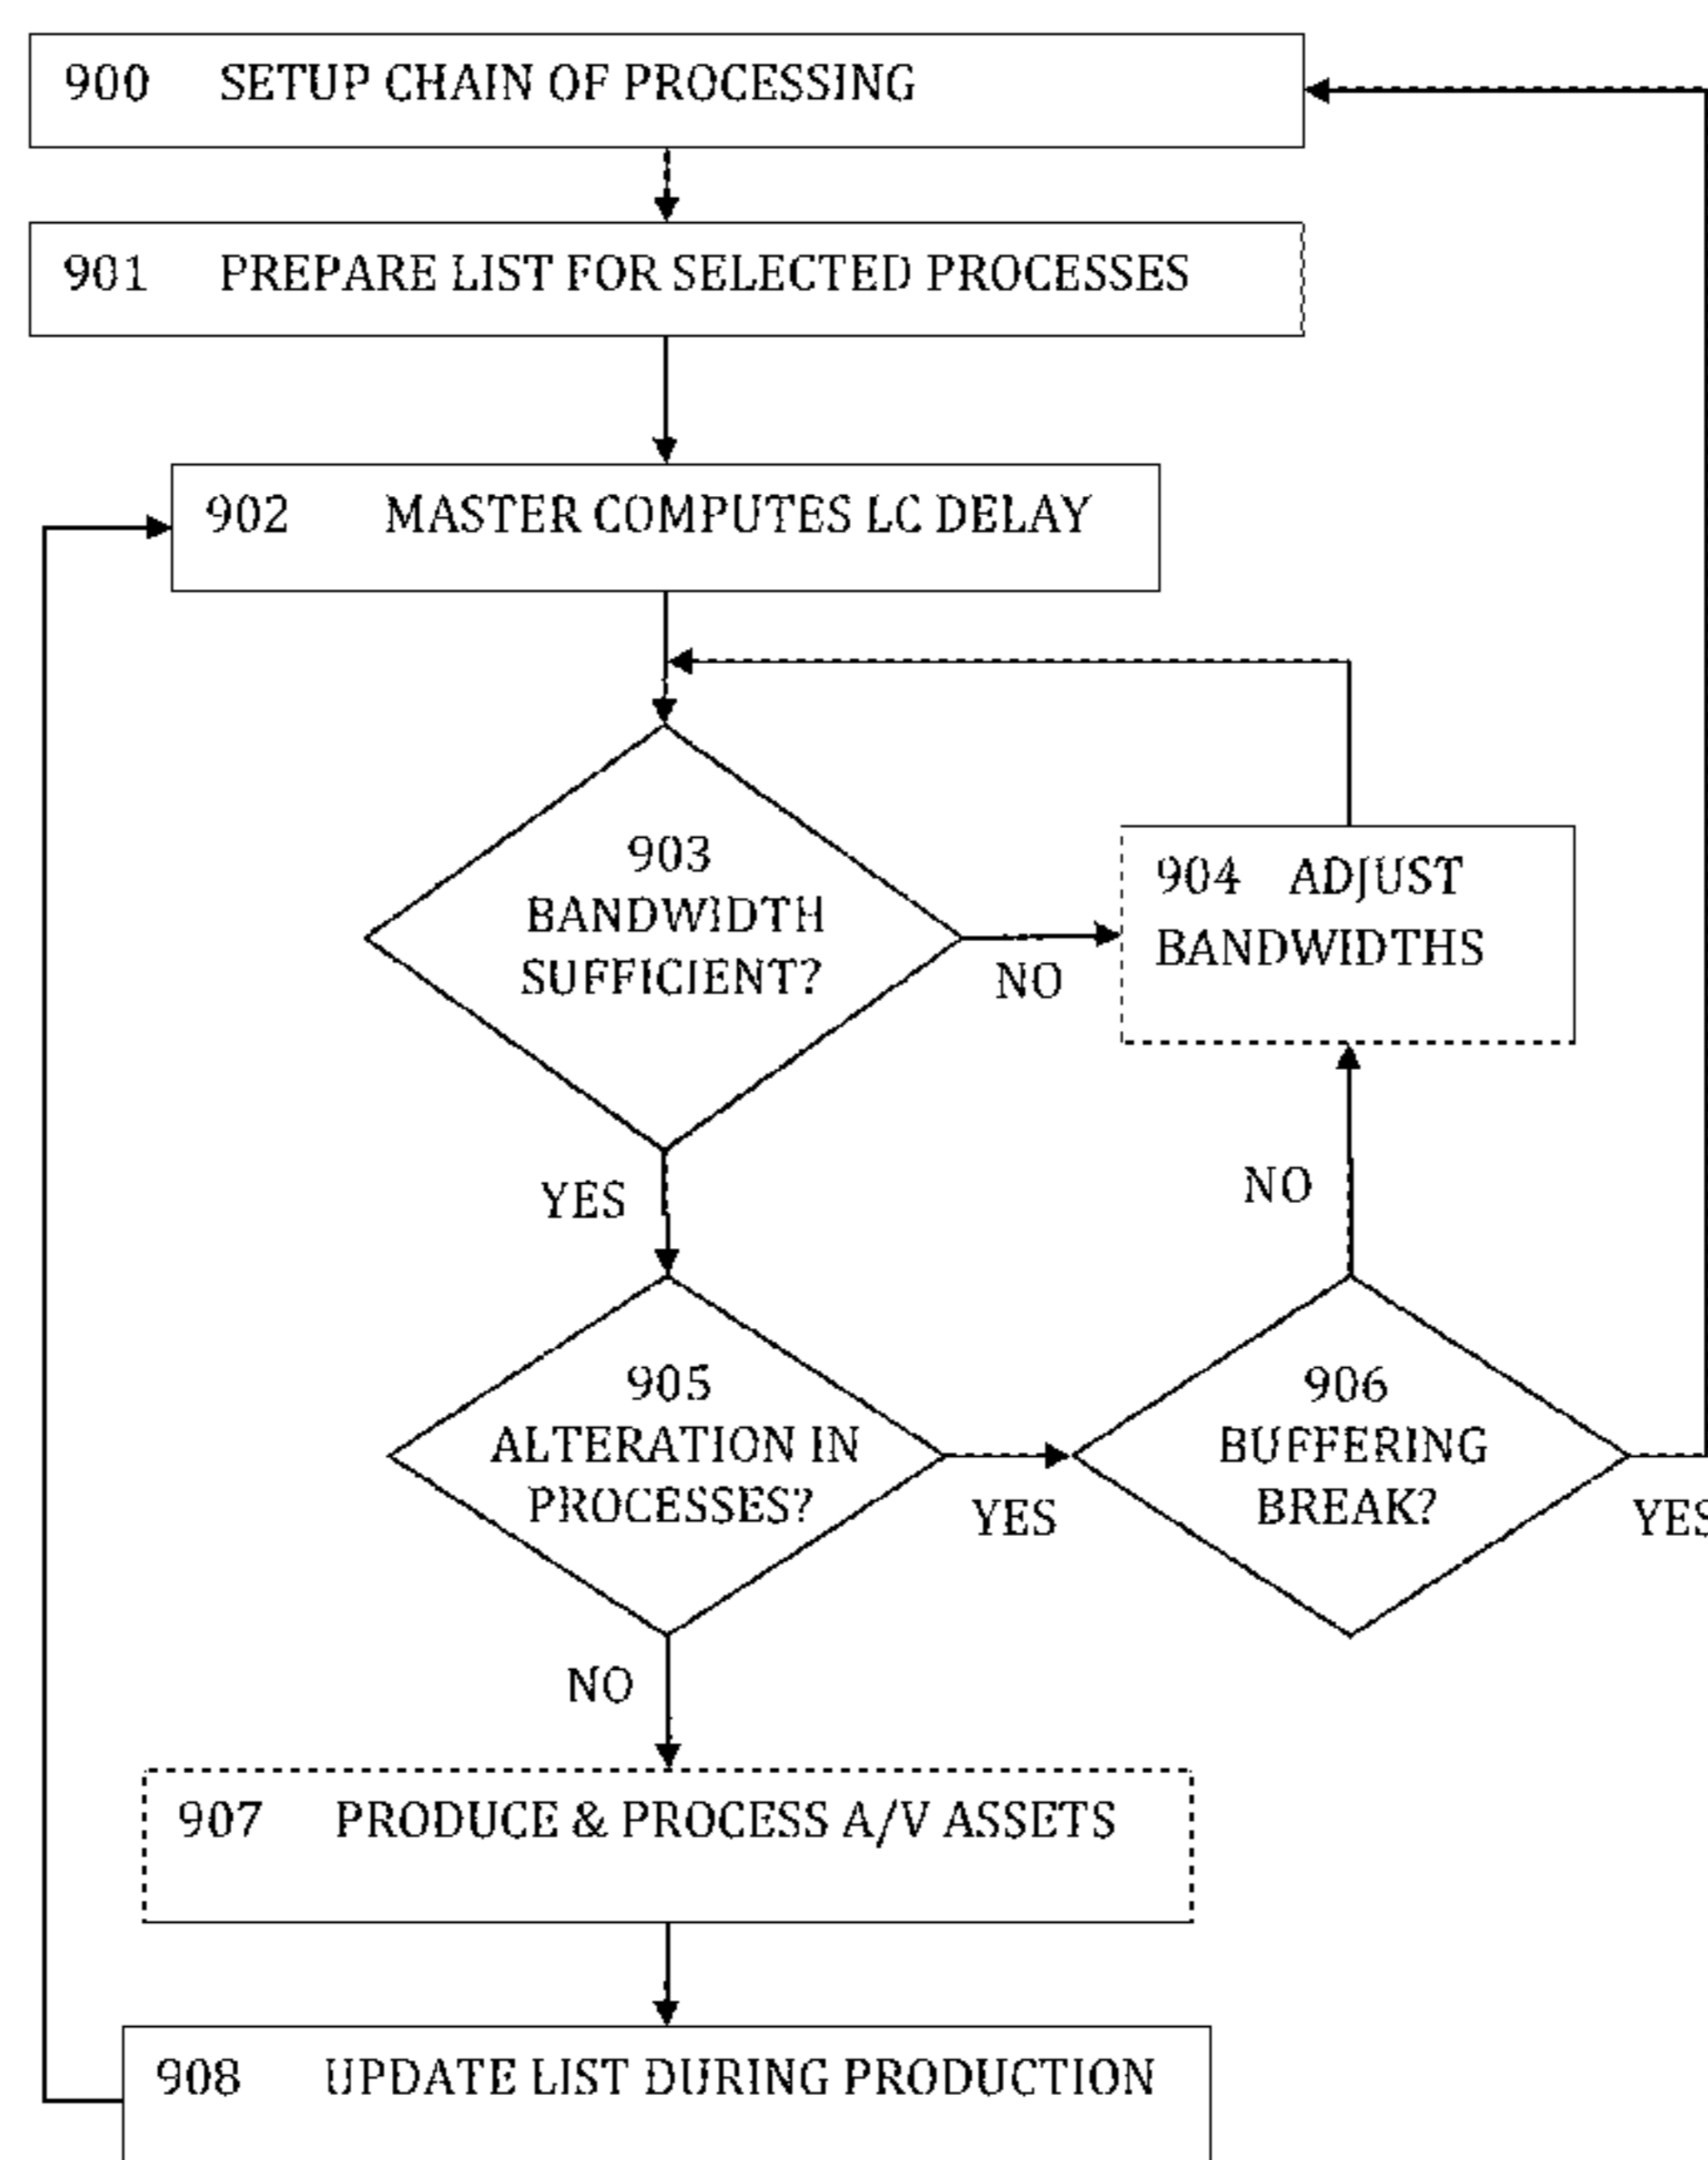 900 SETUP CHAIN OF PROCESSING
901 PREPARE LIST FOR SELECTED PROCESSES
902 MASTER COMPUTES LC DELAY
903
BANDWIDTH
SUFFICIENT?
904 ADJUST
BANDWIDTHS
NO
YES
NO
905
ALTERATION IN
PROCESSES?
906
BUFFERING
BREAK?
YES
YES
NO
907 PRODUCE & PROCESS A/V ASSETS
908 UPDATE LIST DURING PRODUCTION